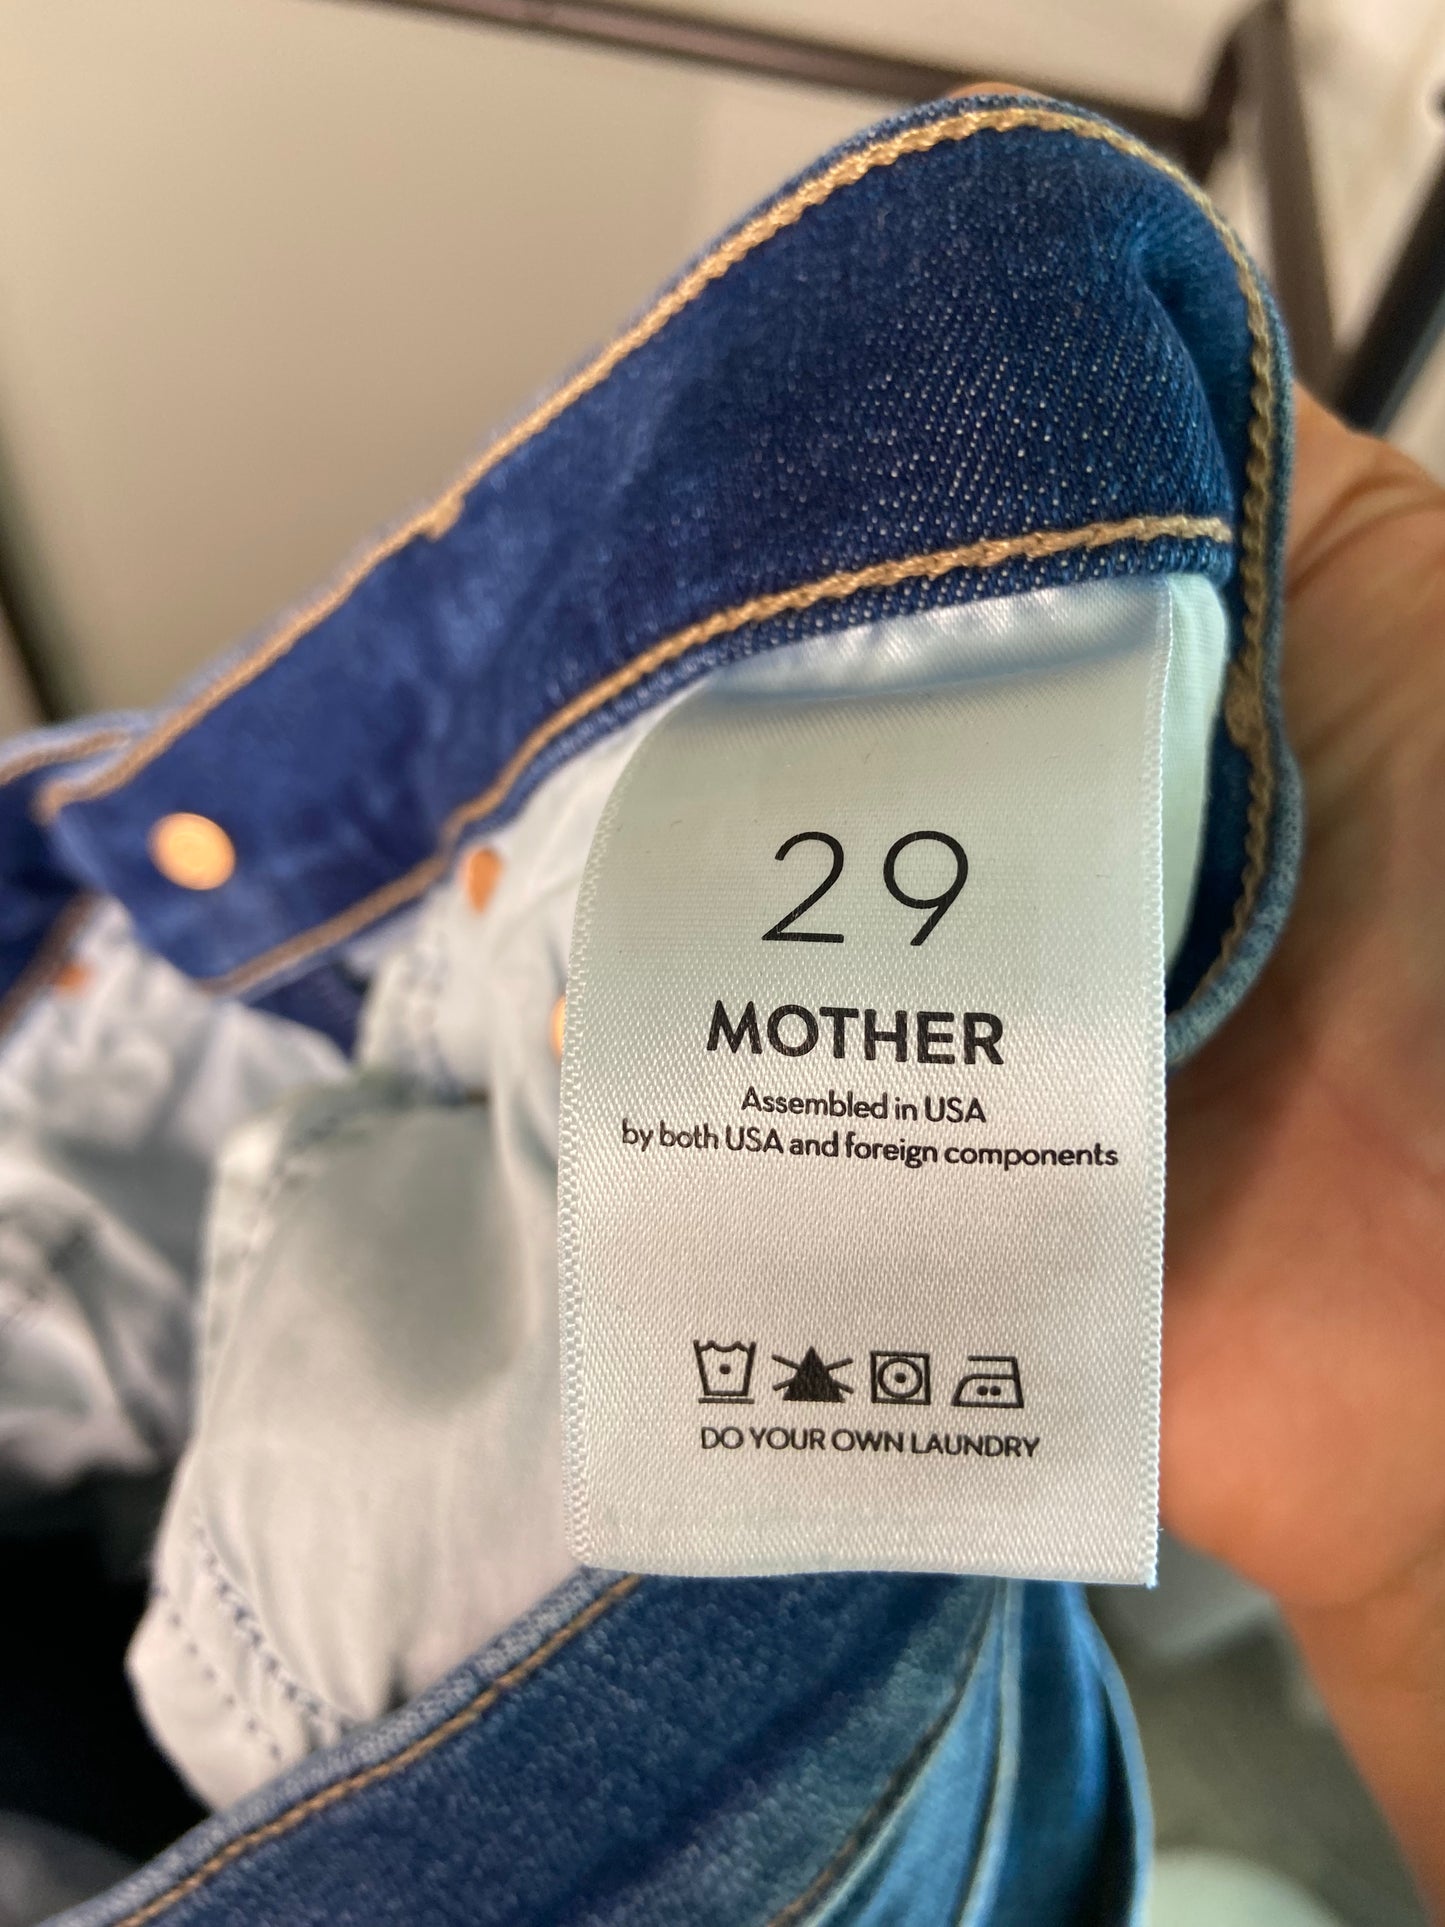 29
MOTHER
Assembled in USA
by both USA and foreign components
DO YOUR OWN LAUNDRY